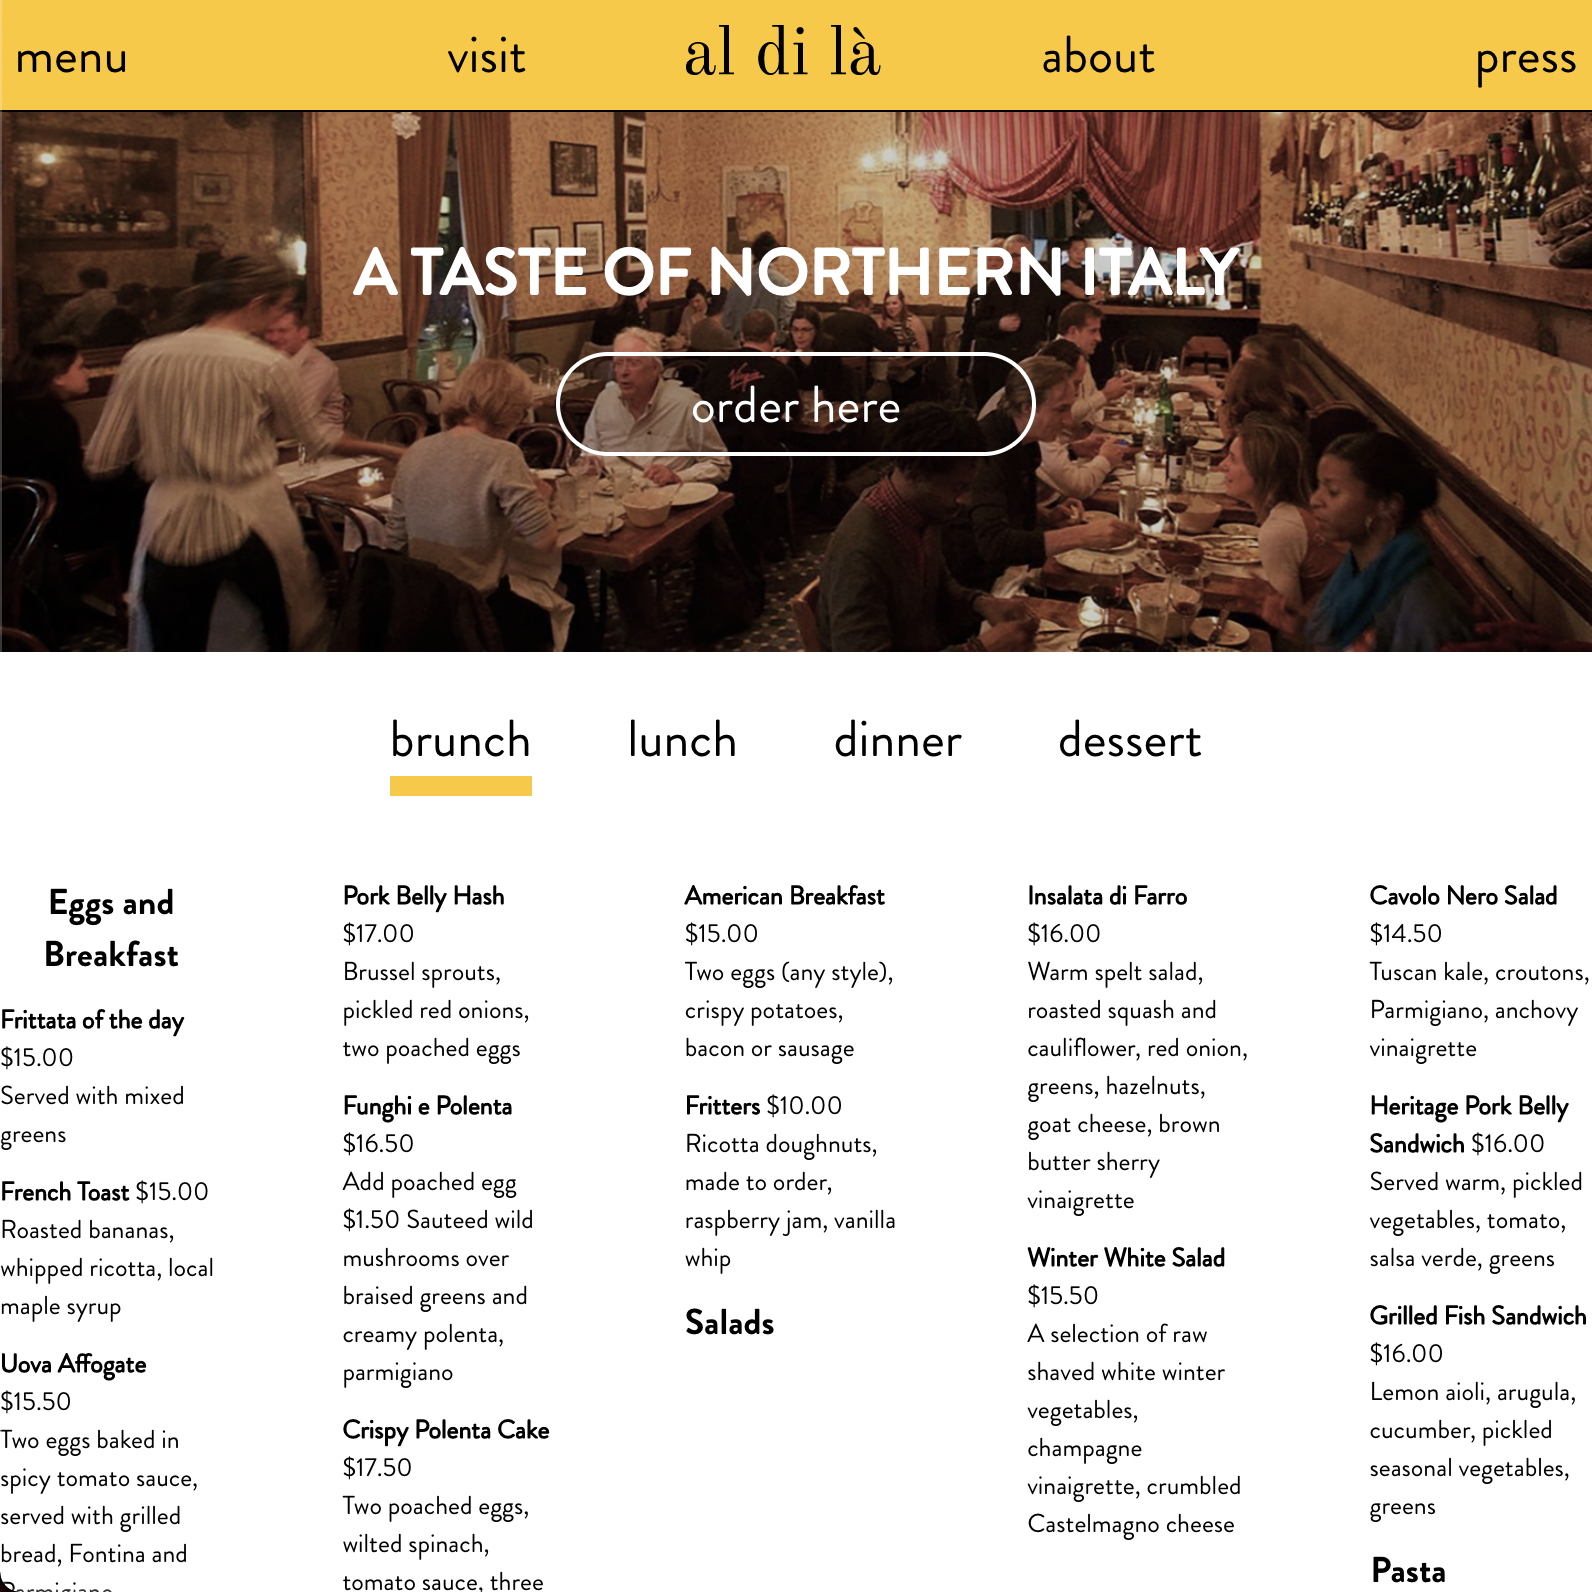 menu visit al di là about press
A TASTE OF NORTHERN ITALY
Virgin
order here
brunch lunch dinner dessert
Eggs and
Breakfast
Frittata of the day
$15.00
Served with mixed
greens
French Toast $15.00
Roasted bananas,
whipped ricotta, local
maple syrup
Uova Affogate
$15.50
Two eggs baked in
spicy tomato sauce,
served with grilled
bread, Fontina and
Parmigiano
Pork Belly Hash
$17.00
Brussel sprouts,
pickled red onions,
two poached eggs
Funghi e Polenta
$16.50
Add poached egg
$1.50 Sauteed wild
mushrooms over
braised greens and
creamy polenta,
parmigiano
Crispy Polenta Cake
$17.50
Two poached eggs,
wilted spinach,
tomato sauce, three
American Breakfast
$15.00
Two eggs (any style),
crispy potatoes,
bacon or sausage
Fritters $10.00
Ricotta doughnuts,
made to order,
raspberry jam, vanilla
whip
Salads
Insalata di Farro
$16.00
Warm spelt salad,
roasted squash and
cauliflower, red onion,
greens, hazelnuts,
goat cheese, brown
butter sherry
vinaigrette
Winter White Salad
$15.50
A selection of raw
shaved white winter
vegetables,
champagne
vinaigrette, crumbled
Castelmagno cheese
Cavolo Nero Salad
$14.50
Tuscan kale, croutons,
Parmigiano, anchovy
vinaigrette
Heritage Pork Belly
Sandwich $16.00
Served warm, pickled
vegetables, tomato,
salsa verde, greens
Grilled Fish Sandwich
$16.00
Lemon aioli, arugula,
cucumber, pickled
seasonal vegetables,
greens
Pasta